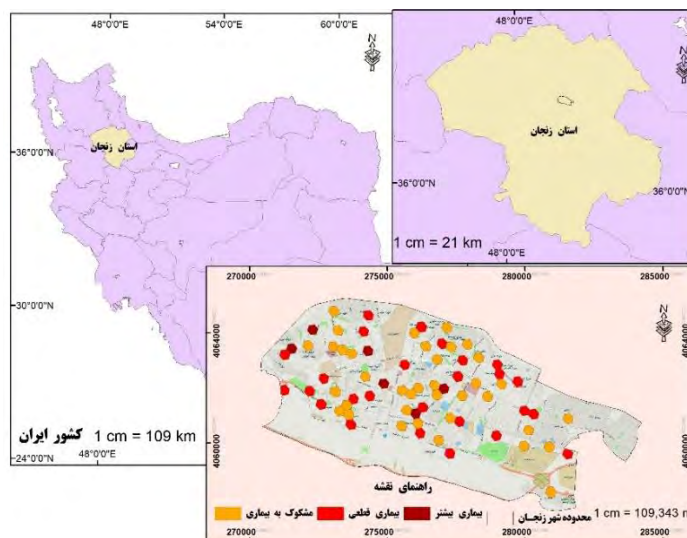 48°0'0"E 54°0'0"E 60°0'0"E
N
36°0'0"N
30°0'0"N
24°0'0"N
48°0'0"E
استان زنجان
کشور ایران 1 cm = 109 km
48°0'0"E
N
استان زنجان
36°0'0"N 36°0'0"N
1 cm = 21 km
48°0'0"E
270000 275000 280000 285000
N
4064000 4064000
4060000 4060000
راهنمای نقشه
مشکوک به بیماری بیماری قطعی بیماری بیشتر محدوده شهر زنجان 1 cm = 109,343 m
270000 275000 280000 285000